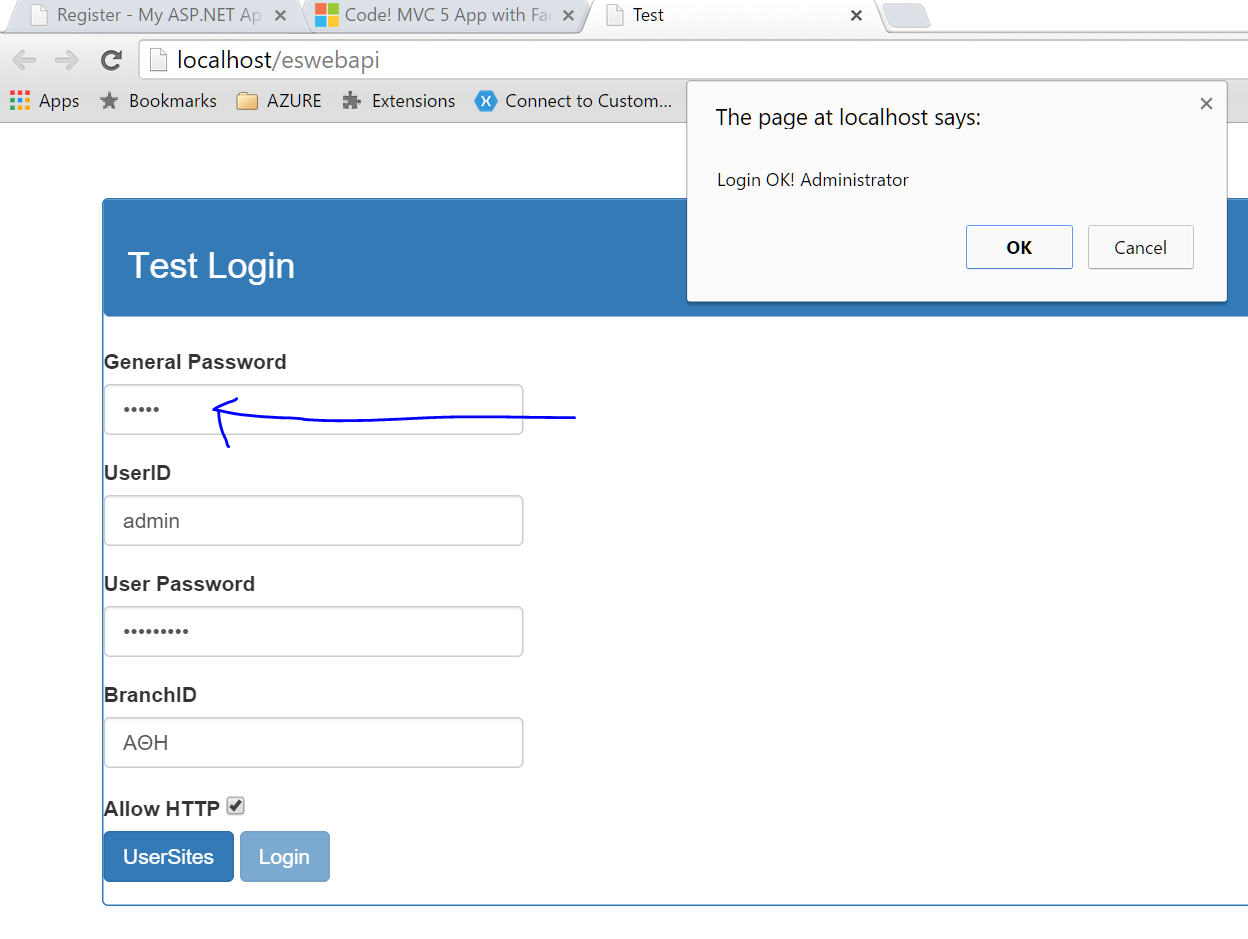 Register - My ASP.NET Ap
Code! MVC 5 App with Fac
Test
localhost/eswebapi
Apps Bookmarks AZURE Extensions Connect to Custom...
The page at localhost says:
Login OK! Administrator
OK Cancel
Test Login
General Password
•••••
UserID
admin
User Password
•••••••••
BranchID
ΑΘΗ
Allow HTTP
UserSites Login